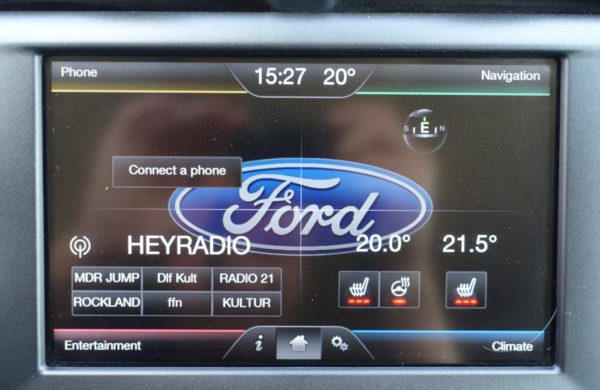 Phone
15:27 20°
Navigation
S E N
Connect a phone
Ford
HEYRADIO
20.0° 21.5°
MDR JUMP Dlf Kult RADIO 21
ROCKLAND ffn KULTUR
Entertainment
i
Climate